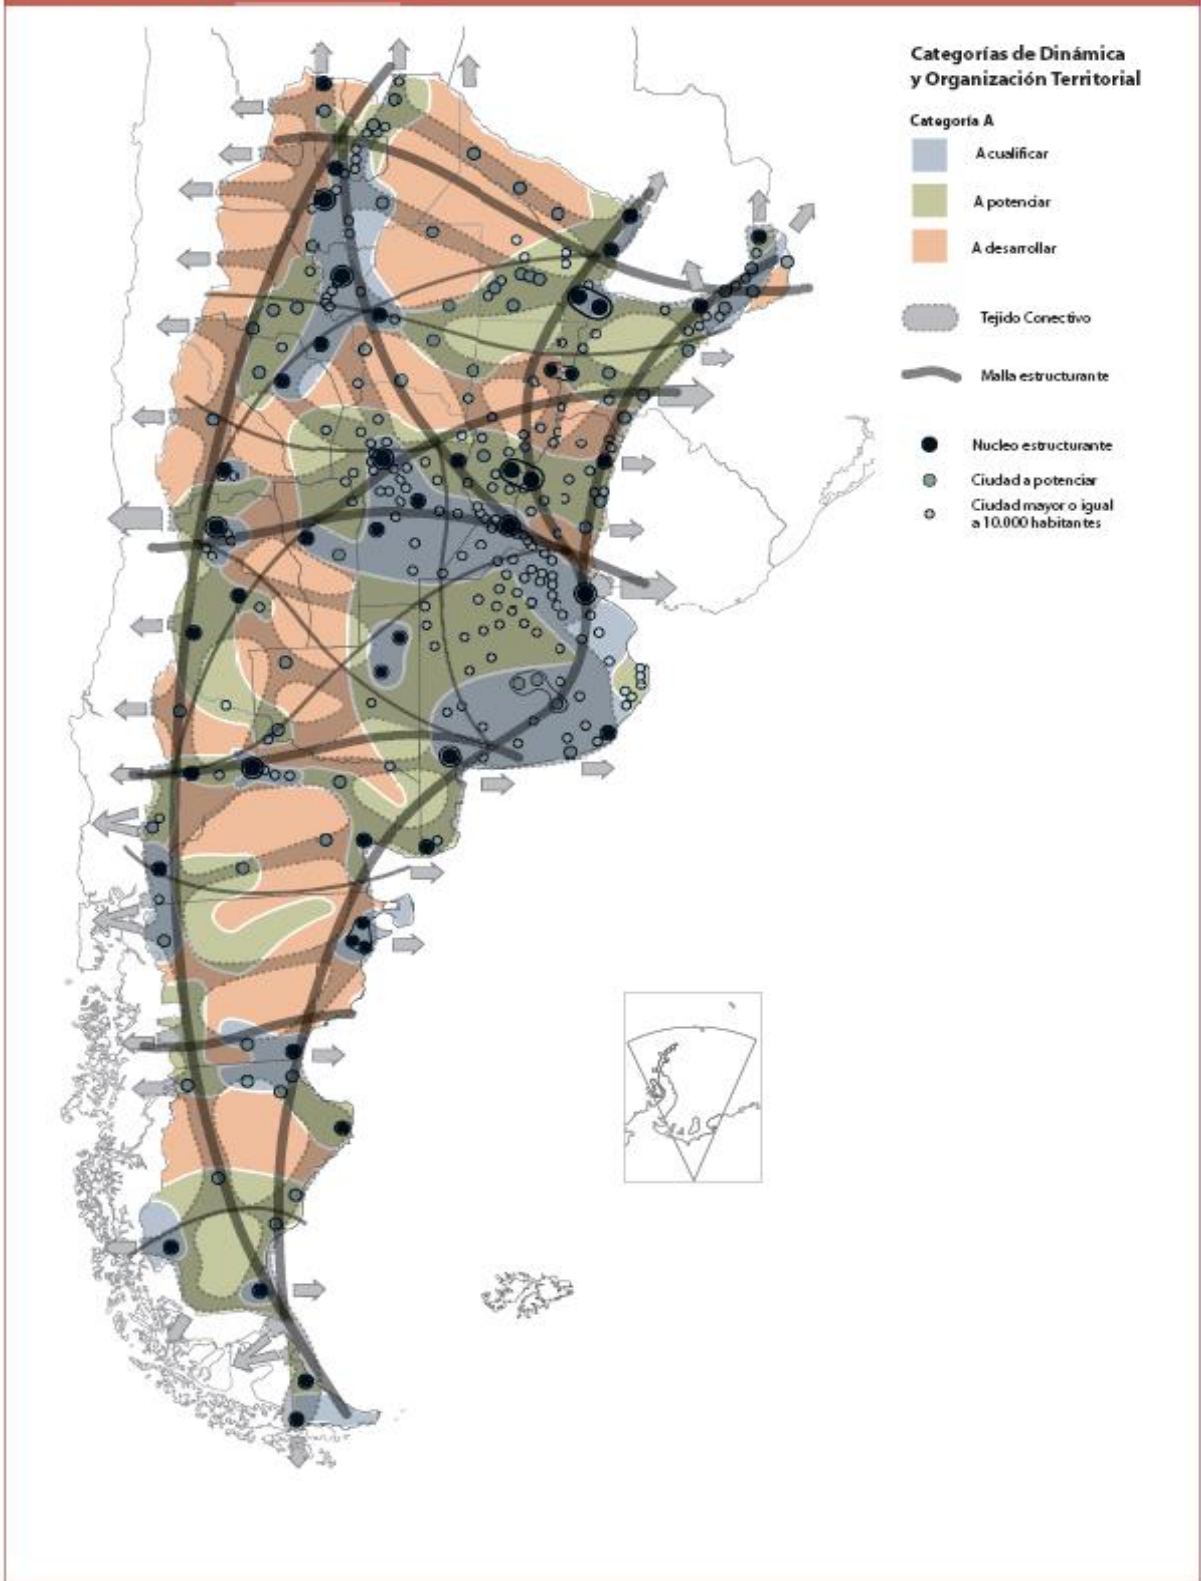 Categorías de Dinámica
y Organización Territorial
Categoría A
A cualificar
A potenciar
A desarrollar
Tejido Conectivo
Malla estructurante
Nucleo estructurante
Ciudad a potenciar
Ciudad mayor o igual
a 10.000 habitantes